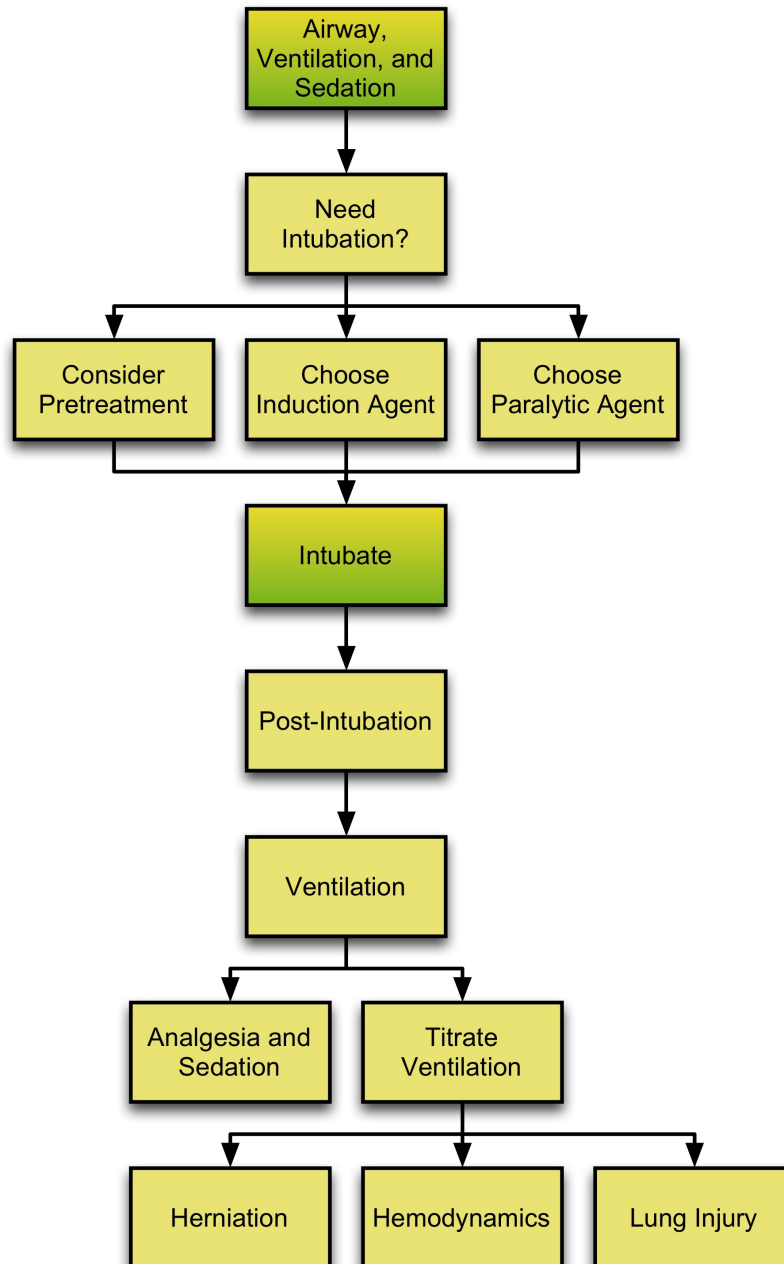 Airway,
Ventilation, and
Sedation
Need
Intubation?
Consider
Pretreatment
Choose
Induction Agent
Choose
Paralytic Agent
Intubate
Post-Intubation
Ventilation
Analgesia and
Sedation
Titrate
Ventilation
Herniation
Hemodynamics
Lung Injury